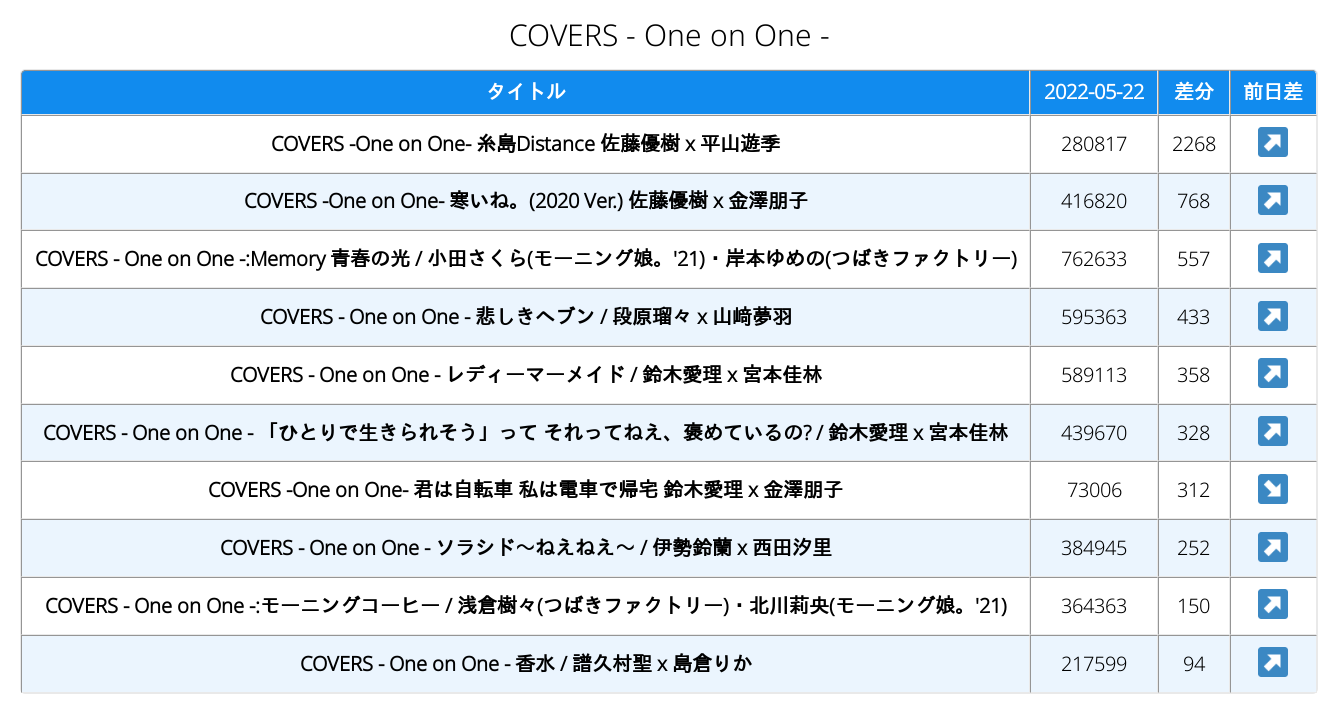 COVERS - One on One -
タイトル 2022-05-22 差分 前日差
COVERS -One on One- 糸島Distance 佐藤優樹 x 平山遊季 280817 2268
COVERS -One on One- 寒いね。(2020 Ver.) 佐藤優樹 x 金澤朋子 416820 768
COVERS - One on One -:Memory 青春の光 / 小田さくら(モーニング娘。'21)・岸本ゆめの(つばきファクトリー) 762633 557
COVERS - One on One - 悲しきヘブン / 段原瑠々 x 山﨑夢羽 595363 433
COVERS - One on One - レディーマーメイド / 鈴木愛理 x 宮本佳林 589113 358
COVERS - One on One - 「ひとりで生きられそう」って それってねえ、褒めているの? / 鈴木愛理 x 宮本佳林 439670 328
COVERS -One on One- 君は自転車 私は電車で帰宅 鈴木愛理 x 金澤朋子 73006 312
COVERS - One on One - ソラシド〜ねえねえ〜 / 伊勢鈴蘭 x 西田汐里 384945 252
COVERS - One on One -:モーニングコーヒー / 浅倉樹々(つばきファクトリー)・北川莉央(モーニング娘。'21) 364363 150
COVERS - One on One - 香水 / 譜久村聖 x 島倉りか 217599 94